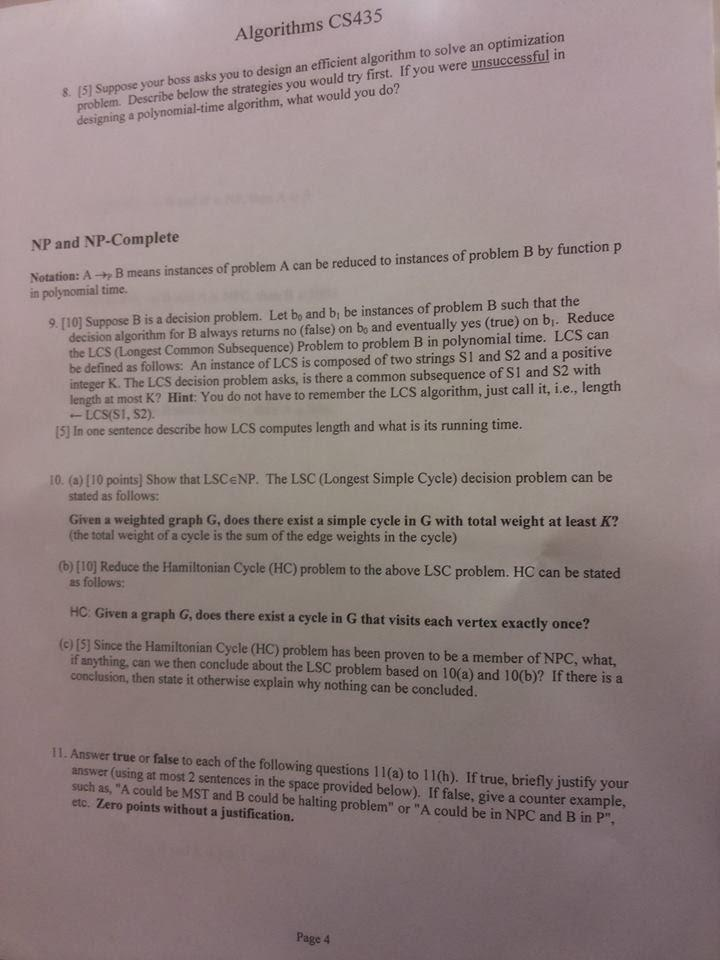 Algorithms CS435
8. [5] Suppose your boss asks you to design an efficient algorithm to solve an optimization
problem. Describe below the strategies you would try first. If you were unsuccessful in
designing a polynomial-time algorithm, what would you do?
NP and NP-Complete
Notation: A →p B means instances of problem A can be reduced to instances of problem B by function p
in polynomial time.
9. [10] Suppose B is a decision problem. Let b₀ and b₁ be instances of problem B such that the
decision algorithm for B always returns no (false) on b₀ and eventually yes (true) on b₁. Reduce
the LCS (Longest Common Subsequence) Problem to problem B in polynomial time. LCS can
be defined as follows: An instance of LCS is composed of two strings S1 and S2 and a positive
integer K. The LCS decision problem asks, is there a common subsequence of S1 and S2 with
length at most K? Hint: You do not have to remember the LCS algorithm, just call it, i.e., length
← LCS(S1, S2).
[5] In one sentence describe how LCS computes length and what is its running time.
10. (a) [10 points] Show that LSC∈NP. The LSC (Longest Simple Cycle) decision problem can be
stated as follows:
Given a weighted graph G, does there exist a simple cycle in G with total weight at least K?
(the total weight of a cycle is the sum of the edge weights in the cycle)
(b) [10] Reduce the Hamiltonian Cycle (HC) problem to the above LSC problem. HC can be stated
as follows:
HC: Given a graph G, does there exist a cycle in G that visits each vertex exactly once?
(c) [5] Since the Hamiltonian Cycle (HC) problem has been proven to be a member of NPC, what,
if anything, can we then conclude about the LSC problem based on 10(a) and 10(b)? If there is a
conclusion, then state it otherwise explain why nothing can be concluded.
11. Answer true or false to each of the following questions 11(a) to 11(h). If true, briefly justify your
answer (using at most 2 sentences in the space provided below). If false, give a counter example,
such as, "A could be MST and B could be halting problem" or "A could be in NPC and B in P",
etc. Zero points without a justification.
Page 4